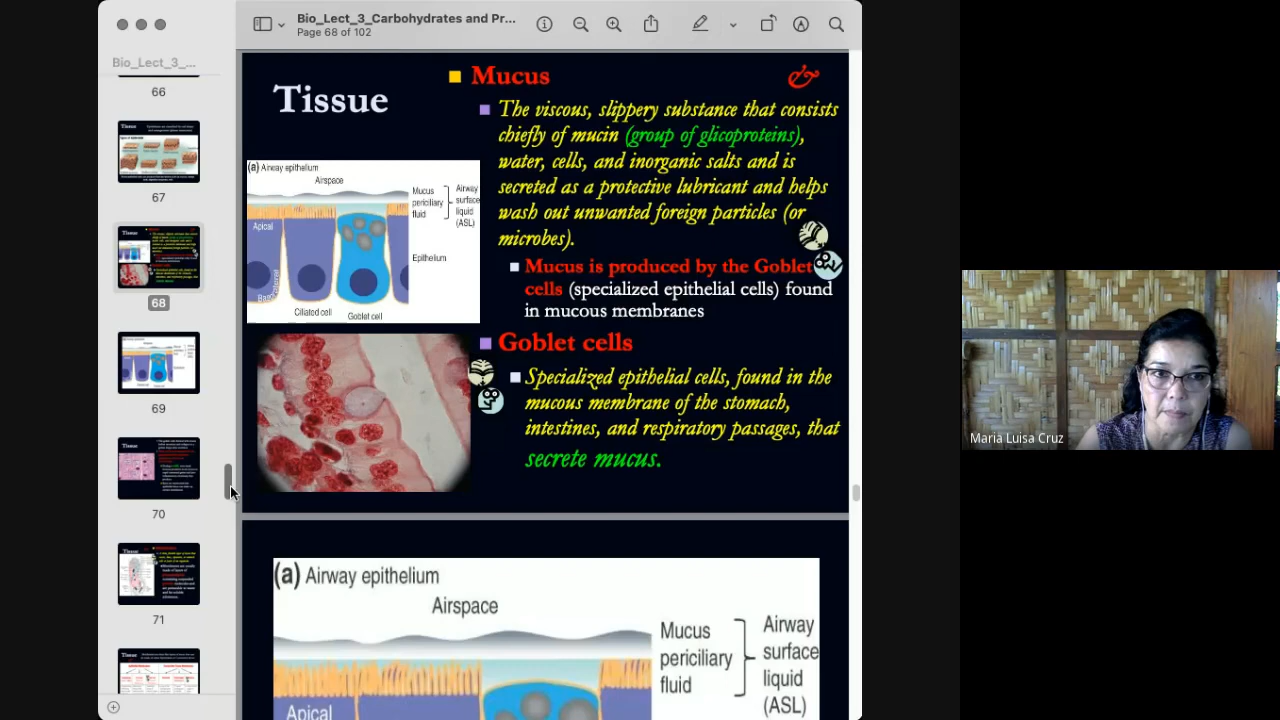 Bio_Lect_3_Carbohydrates and Pr...
Page 68 of 102
Bio_Lect_3_...
66
67
68
69
70
71
Tissue
Mucus
The viscous, slippery substance that consists
chiefly of mucin (group of glicoproteins),
water, cells, and inorganic salts and is
secreted as a protective lubricant and helps
wash out unwanted foreign particles (or
microbes).
Mucus is produced by the Goblet
cells (specialized epithelial cells) found
in mucous membranes
Goblet cells
Specialized epithelial cells, found in the
mucous membrane of the stomach,
intestines, and respiratory passages, that
secrete mucus.
(a) Airway epithelium
Airspace
Mucus
periciliary
fluid
Airway
surface
liquid
(ASL)
Apical
Epithelium
Ciliated cell
Goblet cell
(a) Airway epithelium
Airspace
Mucus
periciliary
fluid
Airway
surface
liquid
(ASL)
Apical
Maria Luisa Cruz